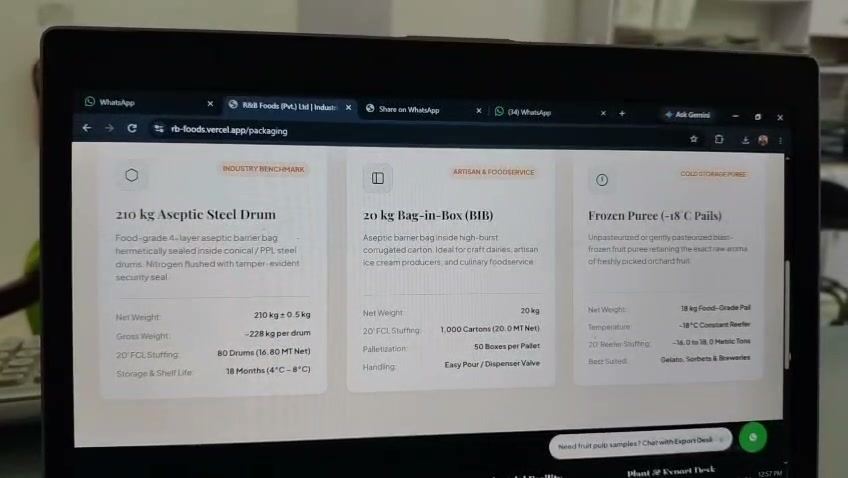 WhatsApp
R&B Foods (Pvt.) Ltd | Industri
Share on WhatsApp
(34) WhatsApp
Ask Gemini
rb-foods.vercel.app/packaging
INDUSTRY BENCHMARK
210 kg Aseptic Steel Drum
Food-grade 4-layer aseptic barrier bag
hermetically sealed inside conical / PPL steel
drums. Nitrogen flushed with tamper-evident
security seal.
Net Weight: 210 kg ± 0.5 kg
Gross Weight: ~228 kg per drum
20' FCL Stuffing: 80 Drums (16.80 MT Net)
Storage & Shelf Life: 18 Months (4°C – 8°C)
ARTISAN & FOODSERVICE
20 kg Bag-in-Box (BIB)
Aseptic barrier bag inside high-burst
corrugated carton. Ideal for craft dairies, artisan
ice cream producers, and culinary foodservice.
Net Weight: 20 kg
20' FCL Stuffing: 1,000 Cartons (20.0 MT Net)
Palletization: 50 Boxes per Pallet
Handling: Easy Pour / Dispenser Valve
COLD STORAGE PUREE
Frozen Puree (-18°C Pails)
Unpasteurized or gently pasteurized blast-
frozen fruit puree retaining the exact raw aroma
of freshly picked orchard fruit.
Net Weight: 18 kg Food-Grade Pail
Temperature: -18°C Constant Reefer
20' Reefer Stuffing: ~16.0 to 18.0 Metric Tons
Best Suited: Gelato, Sorbets & Breweries
Need fruit pulp samples? Chat with Export Desk
Plant & Export Desk
12:57 PM